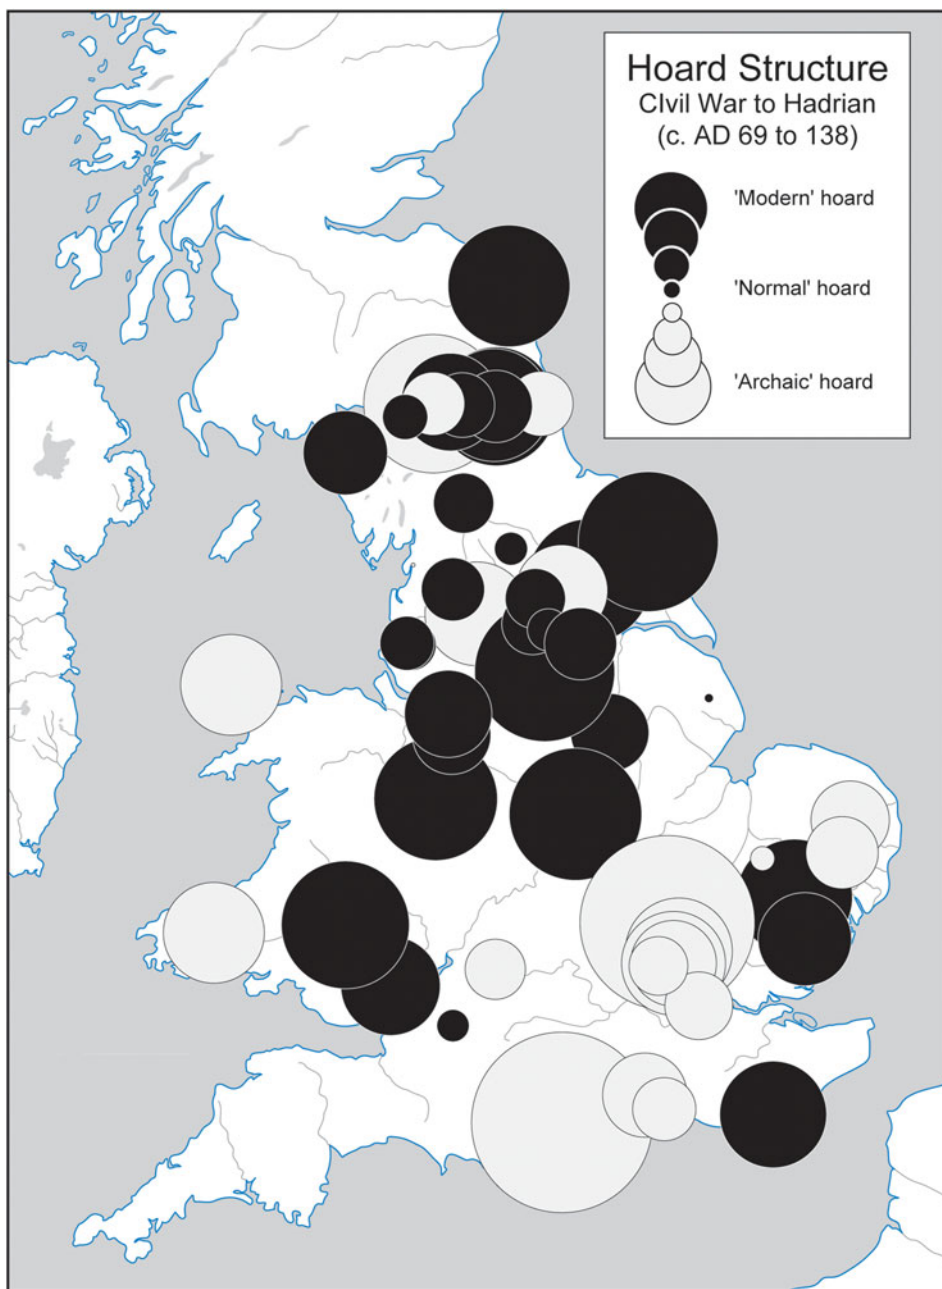 Hoard Structure
CIvil War to Hadrian
(c. AD 69 to 138)
'Modern' hoard
'Normal' hoard
'Archaic' hoard